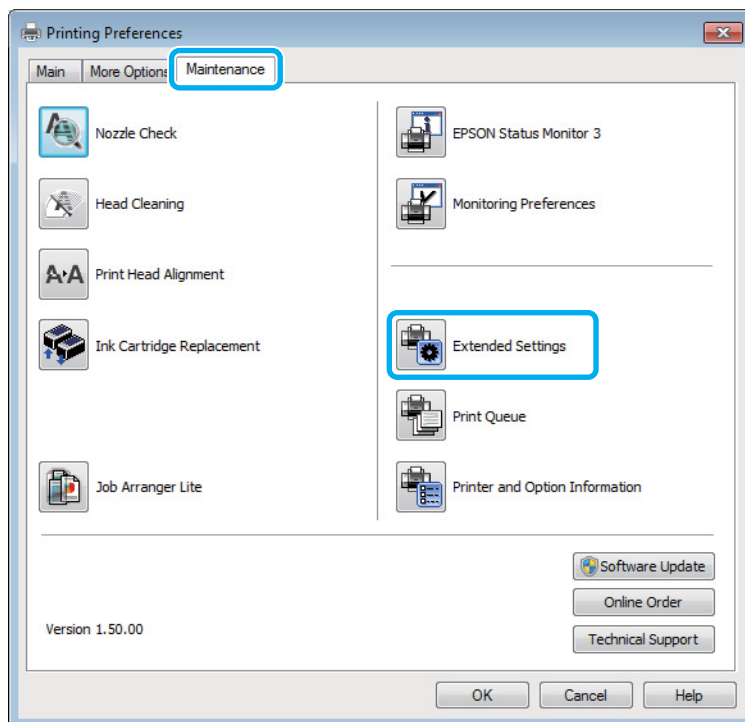 Printing Preferences
Main
More Options
Maintenance
Nozzle Check
EPSON Status Monitor 3
Head Cleaning
Monitoring Preferences
Print Head Alignment
Ink Cartridge Replacement
Extended Settings
Print Queue
Job Arranger Lite
Printer and Option Information
Software Update
Online Order
Version 1.50.00
Technical Support
OK
Cancel
Help